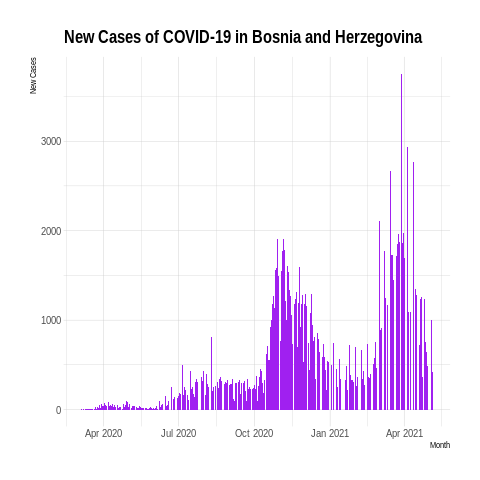 New Cases of COVID-19 in Bosnia and Herzegovina
New Cases
3000
2000
1000
0
Apr 2020
Jul 2020
Oct 2020
Jan 2021
Apr 2021
Month